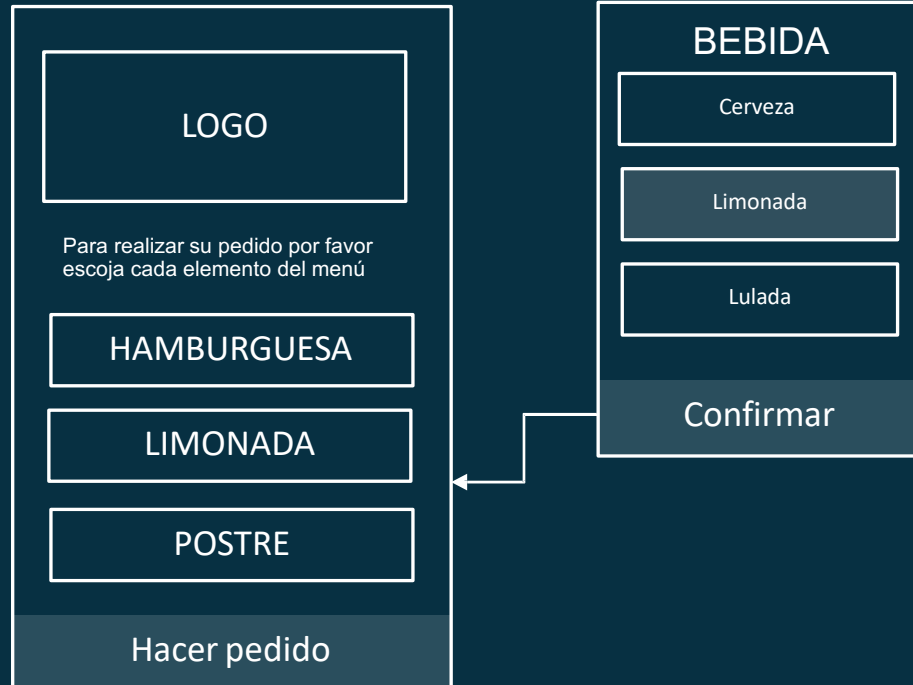 LOGO
Para realizar su pedido por favor
escoja cada elemento del menú
HAMBURGUESA
LIMONADA
POSTRE
Hacer pedido
BEBIDA
Cerveza
Limonada
Lulada
Confirmar